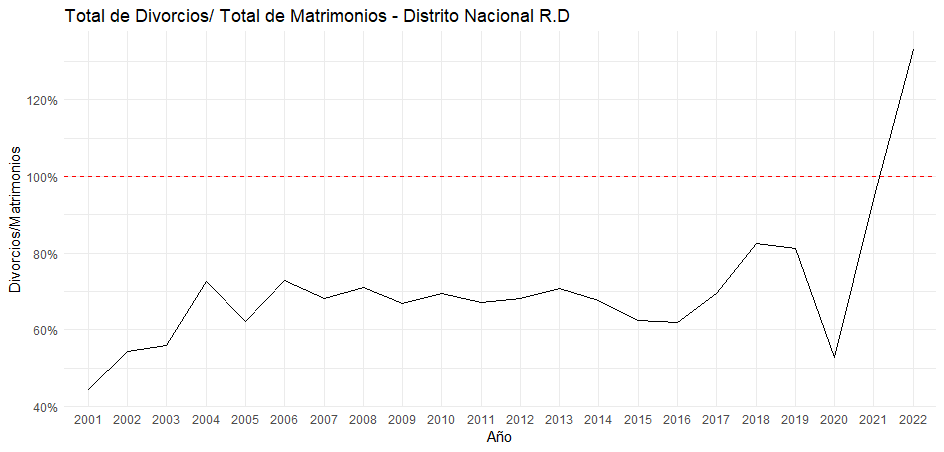 Total de Divorcios/ Total de Matrimonios - Distrito Nacional R.D
Divorcios/Matrimonios
120%
100%
80%
60%
40%
2001 2002 2003 2004 2005 2006 2007 2008 2009 2010 2011 2012 2013 2014 2015 2016 2017 2018 2019 2020 2021 2022
Año